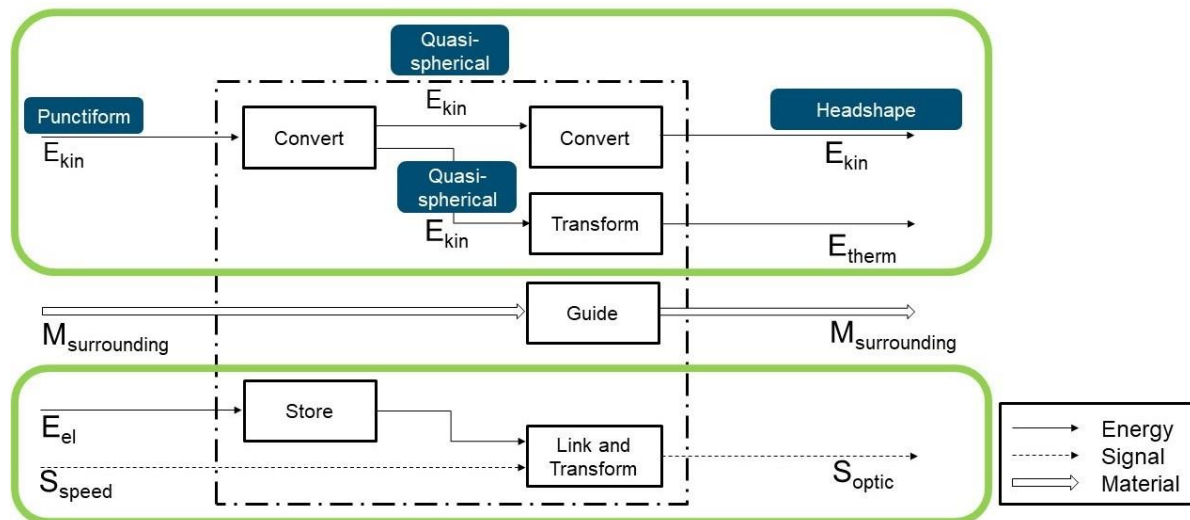 Quasi-
spherical
Punctiform
E_kin
Convert
E_kin
Convert
Headshape
E_kin
Quasi-
spherical
E_kin
Transform
E_therm
M_surrounding
Guide
M_surrounding
E_el
Store
S_speed
Link and
Transform
S_optic
Energy
Signal
Material